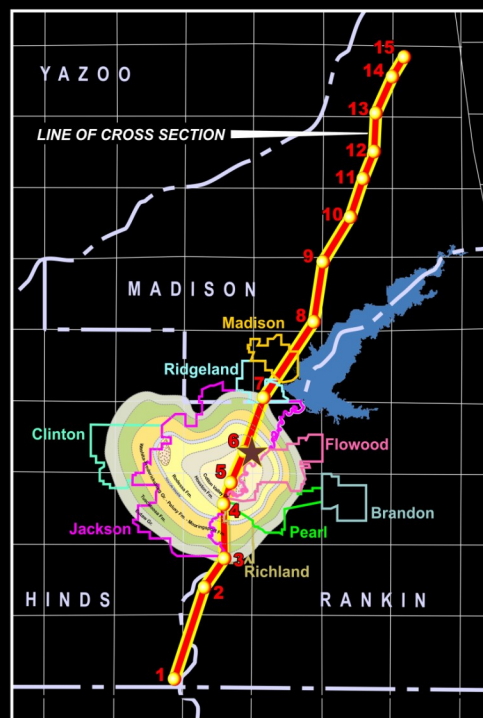 15
YAZOO
14
13
LINE OF CROSS SECTION
12
11
10
9
MADISON
8
Madison
Ridgeland
7
Clinton
6
Flowood
5
4
Brandon
Jackson
Pearl
3
Richland
2
HINDS
RANKIN
1